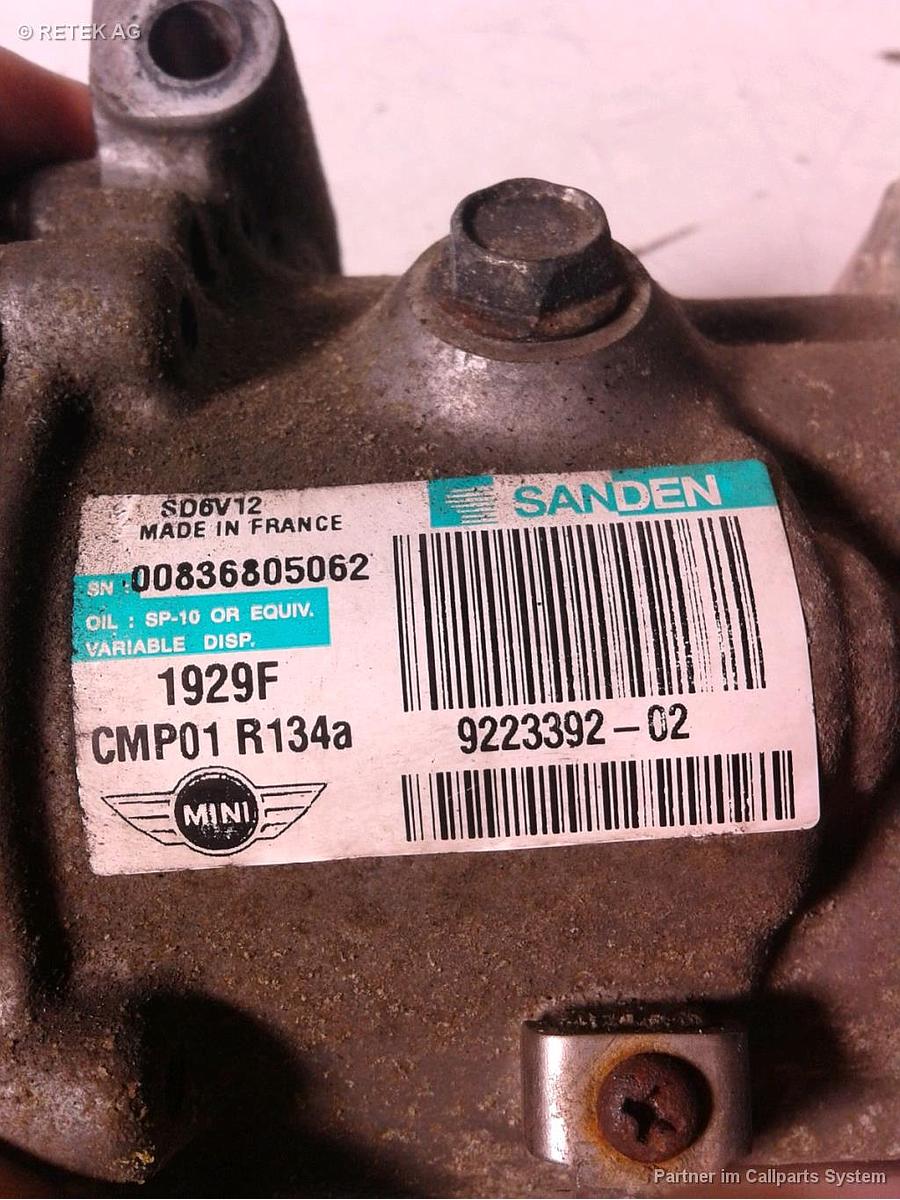 © RETEK AG
SD6V12
MADE IN FRANCE
SANDEN
SN : 00836805062
OIL : SP-10 OR EQUIV.
VARIABLE DISP.
1929F
CMP01 R134a
9223392-02
MINI
Partner im Callparts System